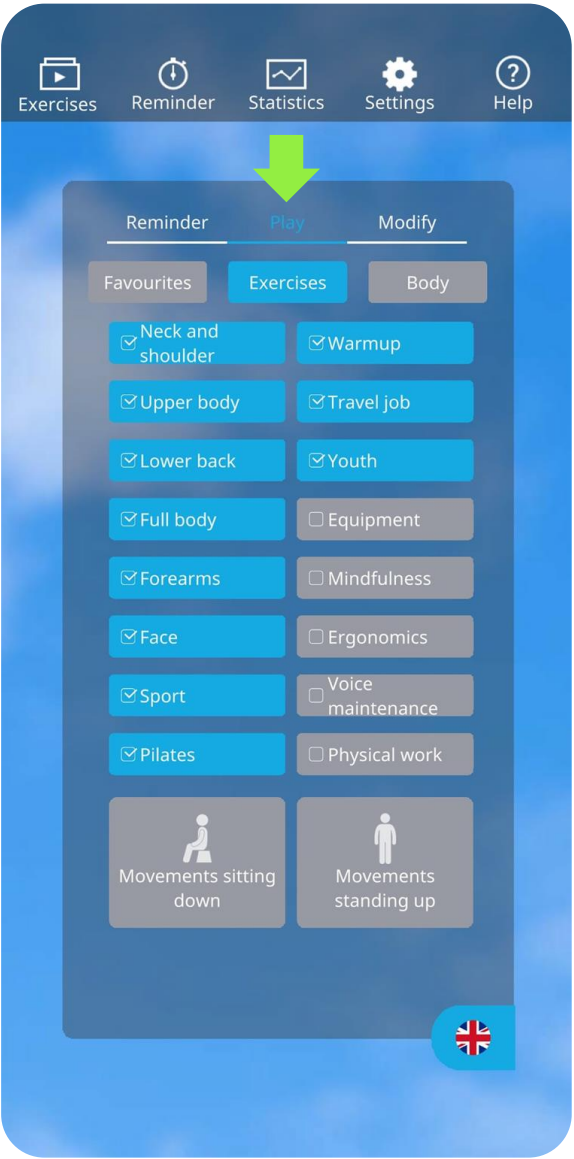 Exercises Reminder Statistics Settings Help
Reminder Play Modify
Favourites Exercises Body
Neck and
shoulder
Warmup
Upper body
Travel job
Lower back
Youth
Full body
Equipment
Forearms
Mindfulness
Face
Ergonomics
Sport
Voice
maintenance
Pilates
Physical work
Movements sitting
down
Movements
standing up